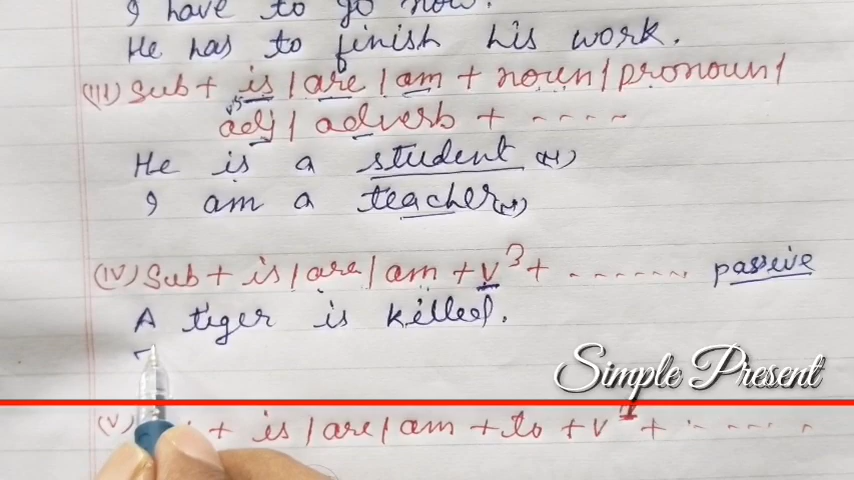 I have to go now.
He has to finish his work.
(III) Sub + is / are / am + noun / pronoun /
adj / adverb + ----
He is a student (N)
I am a teacher (N)
(IV) Sub + is / are / am + v³ + ------- passive
A tiger is killed.
Simple Present
(V) + is / are / am + to + v¹ + -----